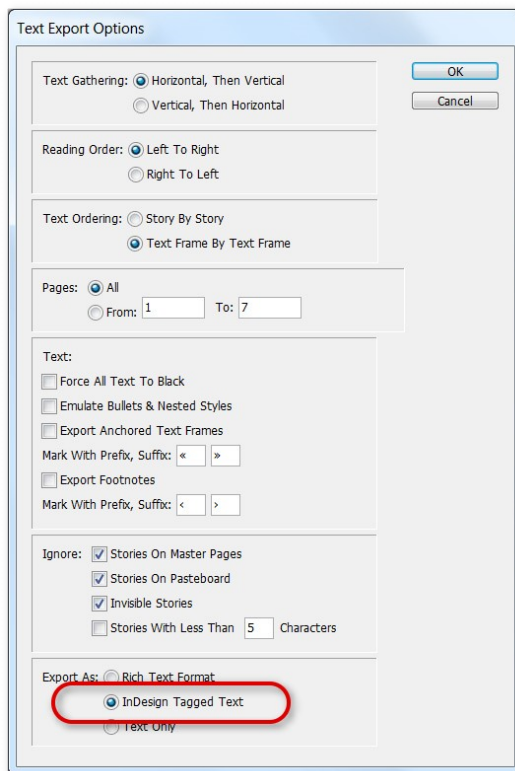 Text Export Options
OK
Cancel
Text Gathering: Horizontal, Then Vertical
Vertical, Then Horizontal
Reading Order: Left To Right
Right To Left
Text Ordering: Story By Story
Text Frame By Text Frame
Pages: All
From: 1 To: 7
Text:
Force All Text To Black
Emulate Bullets & Nested Styles
Export Anchored Text Frames
Mark With Prefix, Suffix: « »
Export Footnotes
Mark With Prefix, Suffix: < >
Ignore: Stories On Master Pages
Stories On Pasteboard
Invisible Stories
Stories With Less Than 5 Characters
Export As: Rich Text Format
InDesign Tagged Text
Text Only